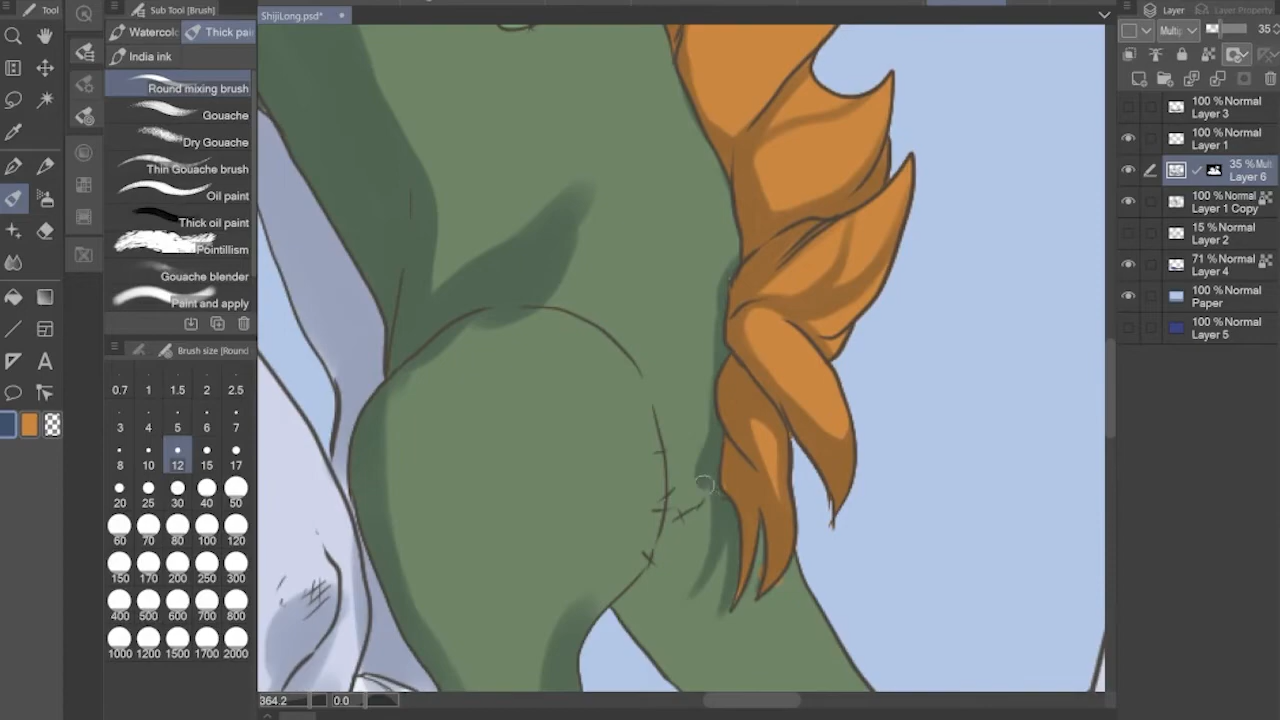 Tool
Sub Tool [Brush]
Layer
Layer Property
ShijiLong.psd*
Watercolo
Thick pai
India ink
Round mixing brush
Gouache
Dry Gouache
Thin Gouache brush
Oil paint
Thick oil paint
Pointillism
Gouache blender
Paint and apply
Brush size [Round
0.7 1 1.5 2 2.5
3 4 5 6 7
8 10 12 15 17
20 25 30 40 50
60 70 80 100 120
150 170 200 250 300
400 500 600 700 800
1000 1200 1500 1700 2000
364.2
0.0
Multip
35
100 % Normal
Layer 3
100 % Normal
Layer 1
35 % Mult
Layer 6
100 % Normal
Layer 1 Copy
15 % Normal
Layer 2
71 % Normal
Layer 4
100 % Normal
Paper
100 % Normal
Layer 5